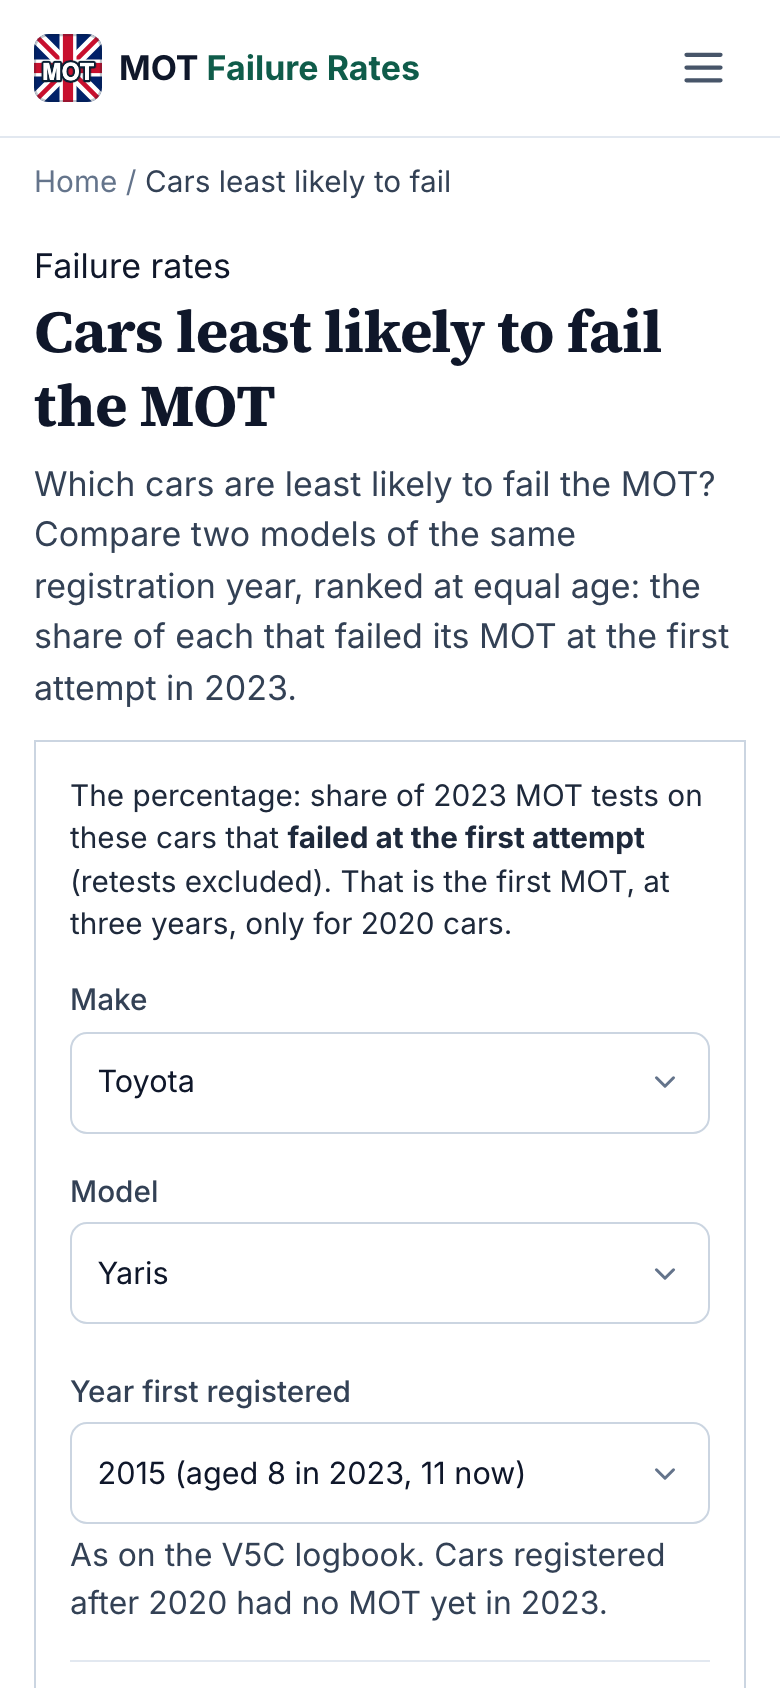 MOT
MOT Failure Rates
Home / Cars least likely to fail
Failure rates
Cars least likely to fail
the MOT
Which cars are least likely to fail the MOT?
Compare two models of the same
registration year, ranked at equal age: the
share of each that failed its MOT at the first
attempt in 2023.
The percentage: share of 2023 MOT tests on
these cars that failed at the first attempt
(retests excluded). That is the first MOT, at
three years, only for 2020 cars.
Make
Toyota
Model
Yaris
Year first registered
2015 (aged 8 in 2023, 11 now)
As on the V5C logbook. Cars registered
after 2020 had no MOT yet in 2023.